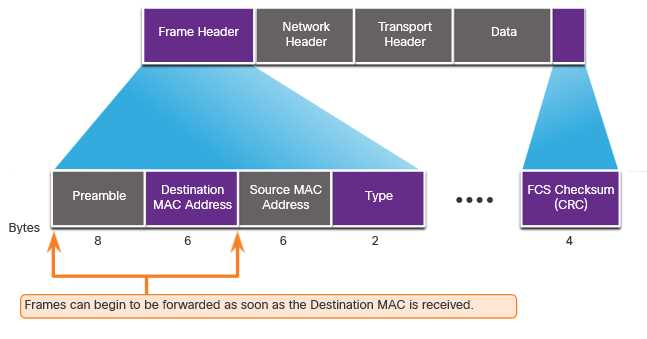 Frame Header
Network
Header
Transport
Header
Data
Preamble
Destination
MAC Address
Source MAC
Address
Type
FCS Checksum
(CRC)
Bytes
8
6
6
2
4
Frames can begin to be forwarded as soon as the Destination MAC is received.